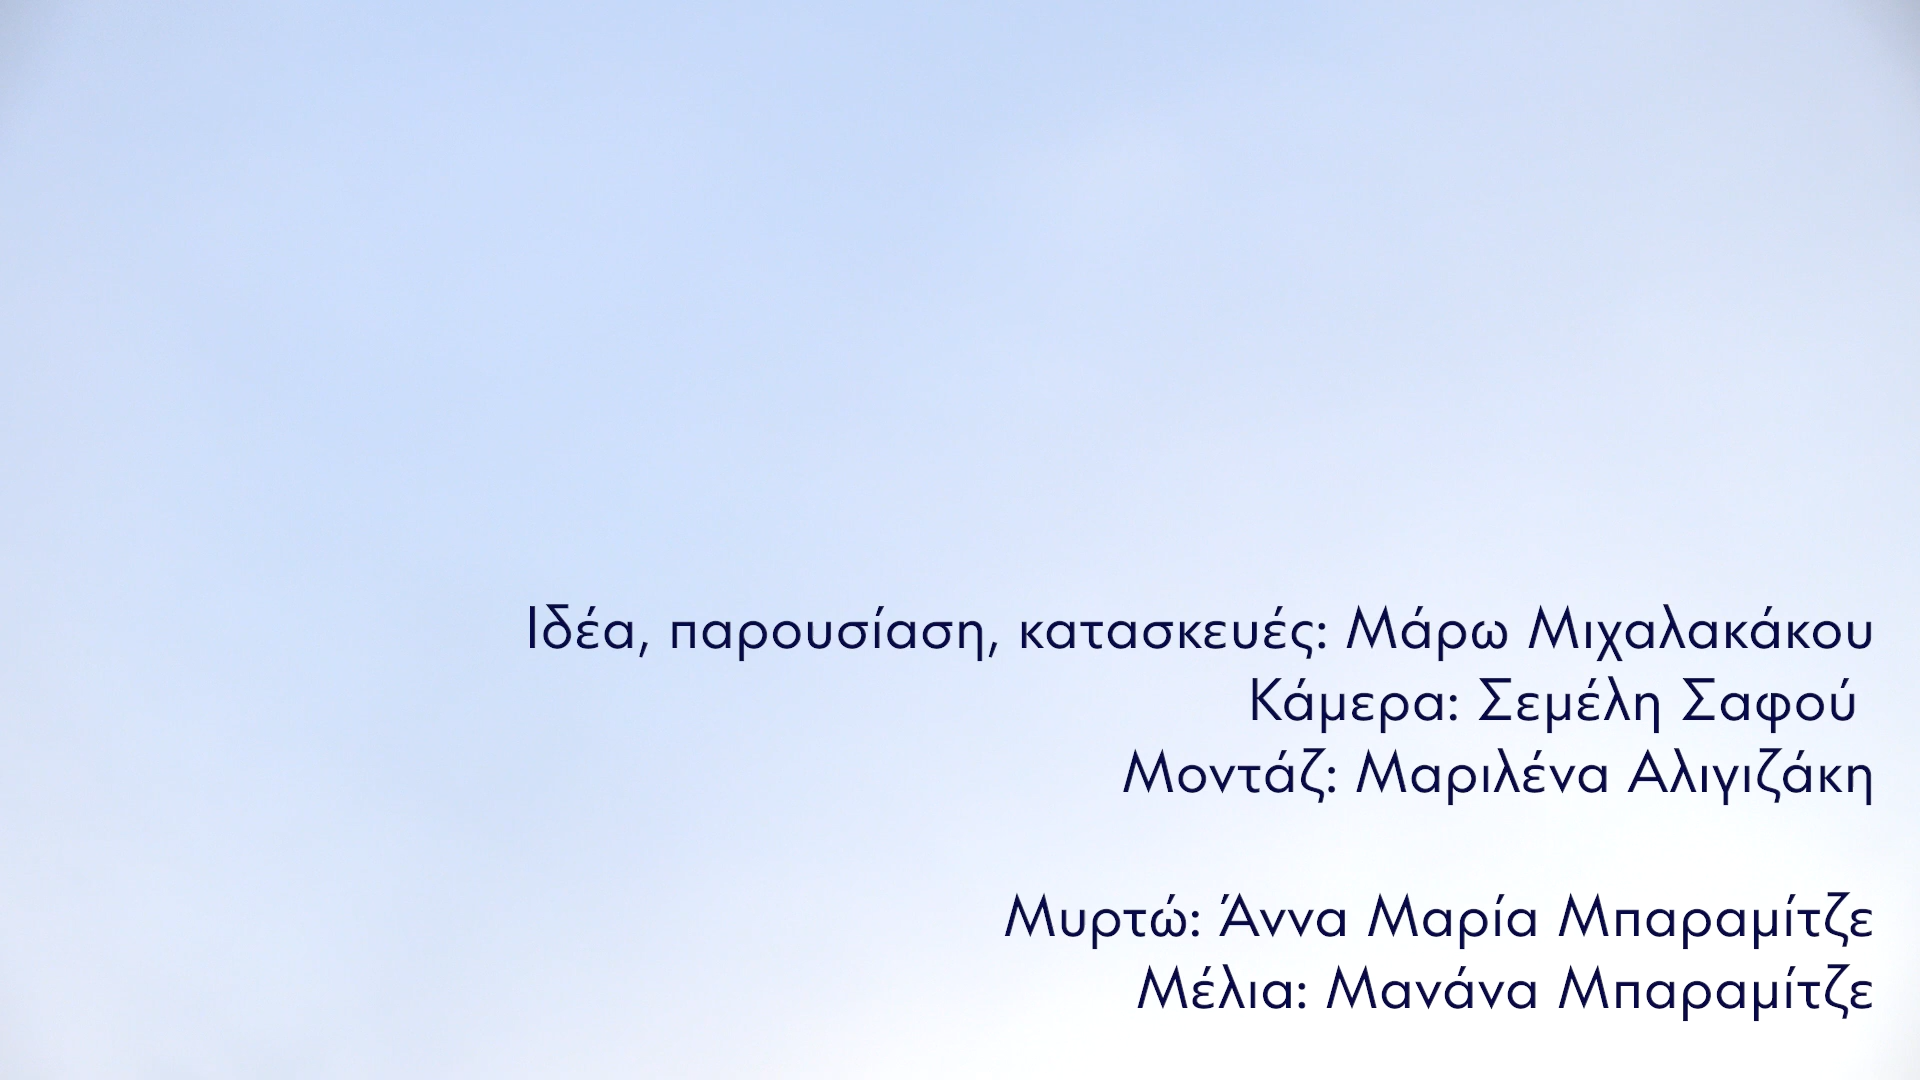 Ιδέα, παρουσίαση, κατασκευές: Μάρω Μιχαλακάκου
Κάμερα: Σεμέλη Σαφού
Μοντάζ: Μαριλένα Αλιγιζάκη
Μυρτώ: Άννα Μαρία Μπαραμίτζε
Μέλια: Μανάνα Μπαραμίτζε